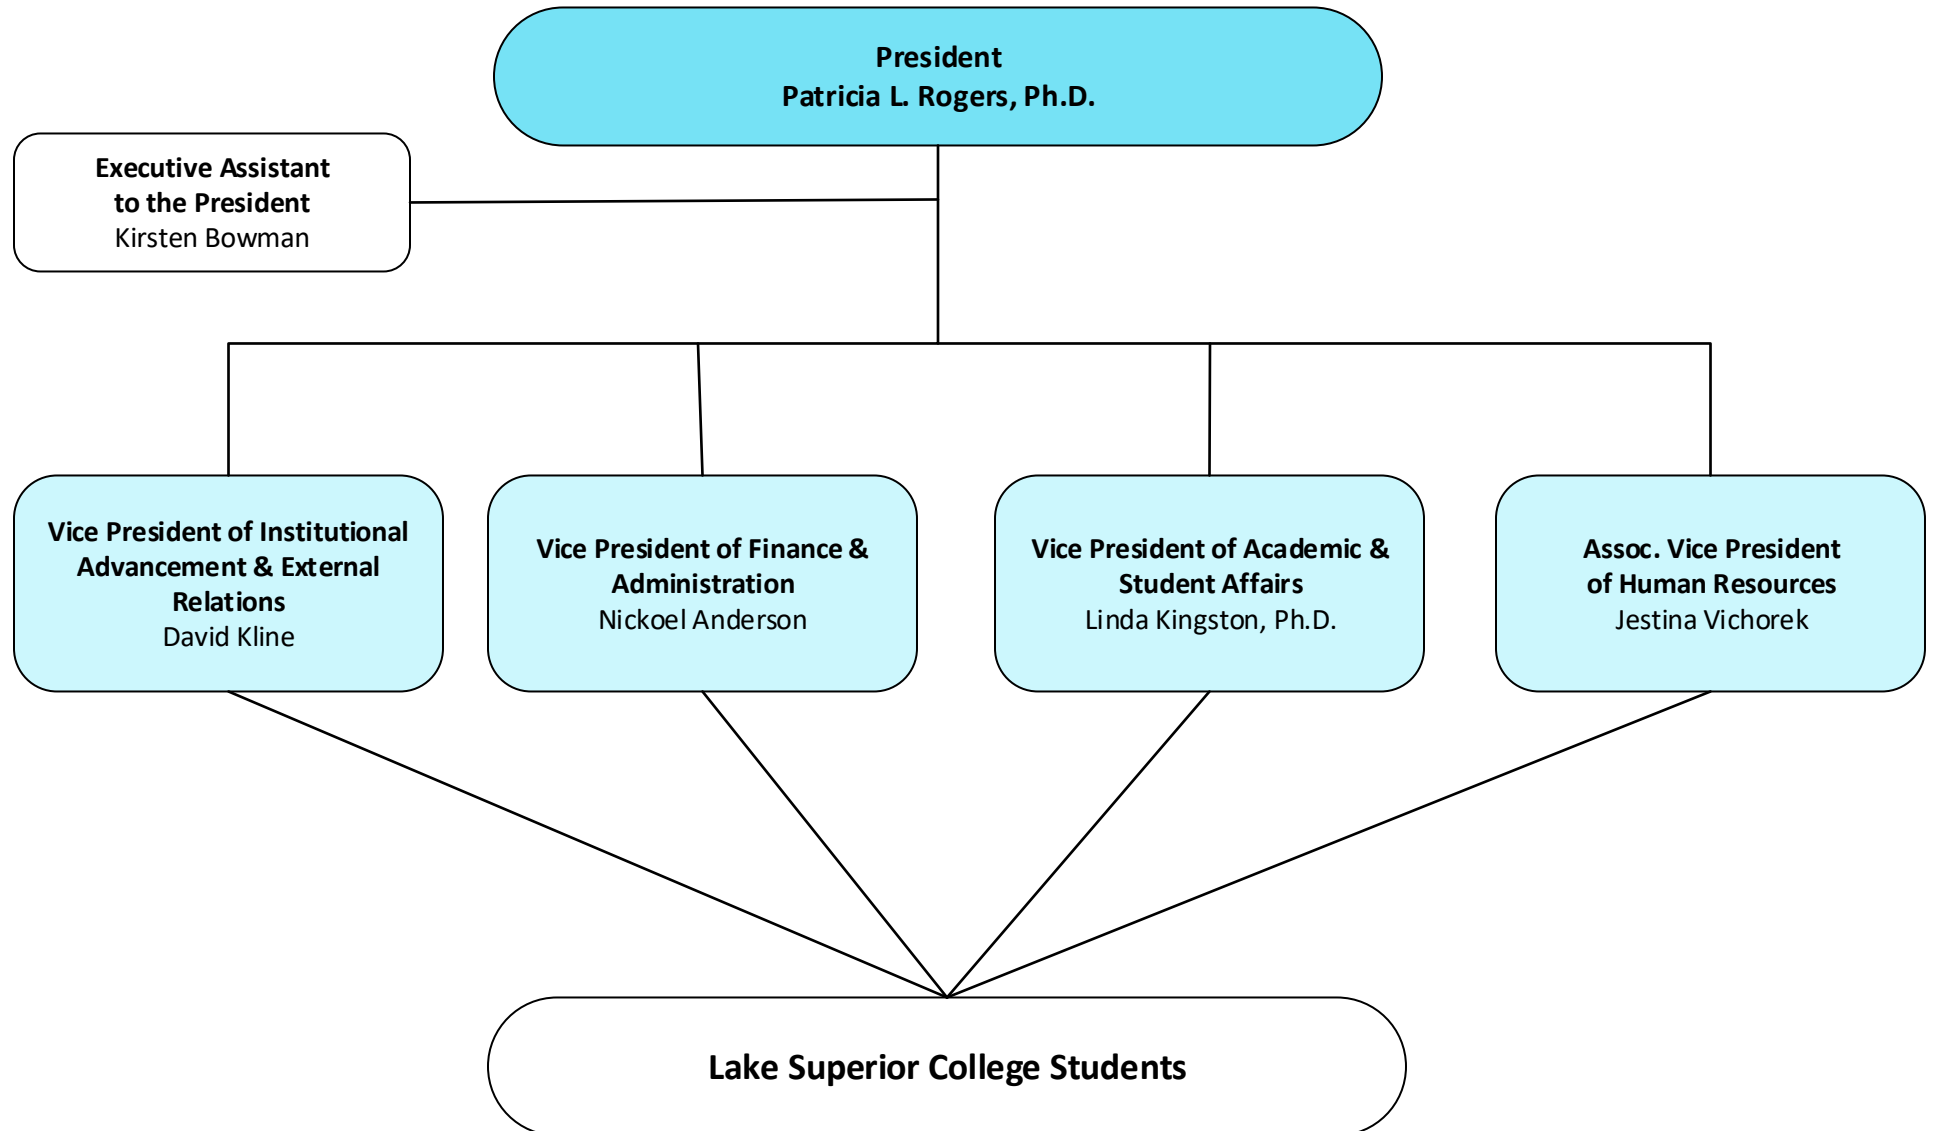 President
Patricia L. Rogers, Ph.D.
Executive Assistant
to the President
Kirsten Bowman
Vice President of Institutional
Advancement & External
Relations
David Kline
Vice President of Finance &
Administration
Nickoel Anderson
Vice President of Academic &
Student Affairs
Linda Kingston, Ph.D.
Assoc. Vice President
of Human Resources
Jestina Vichorek
Lake Superior College Students